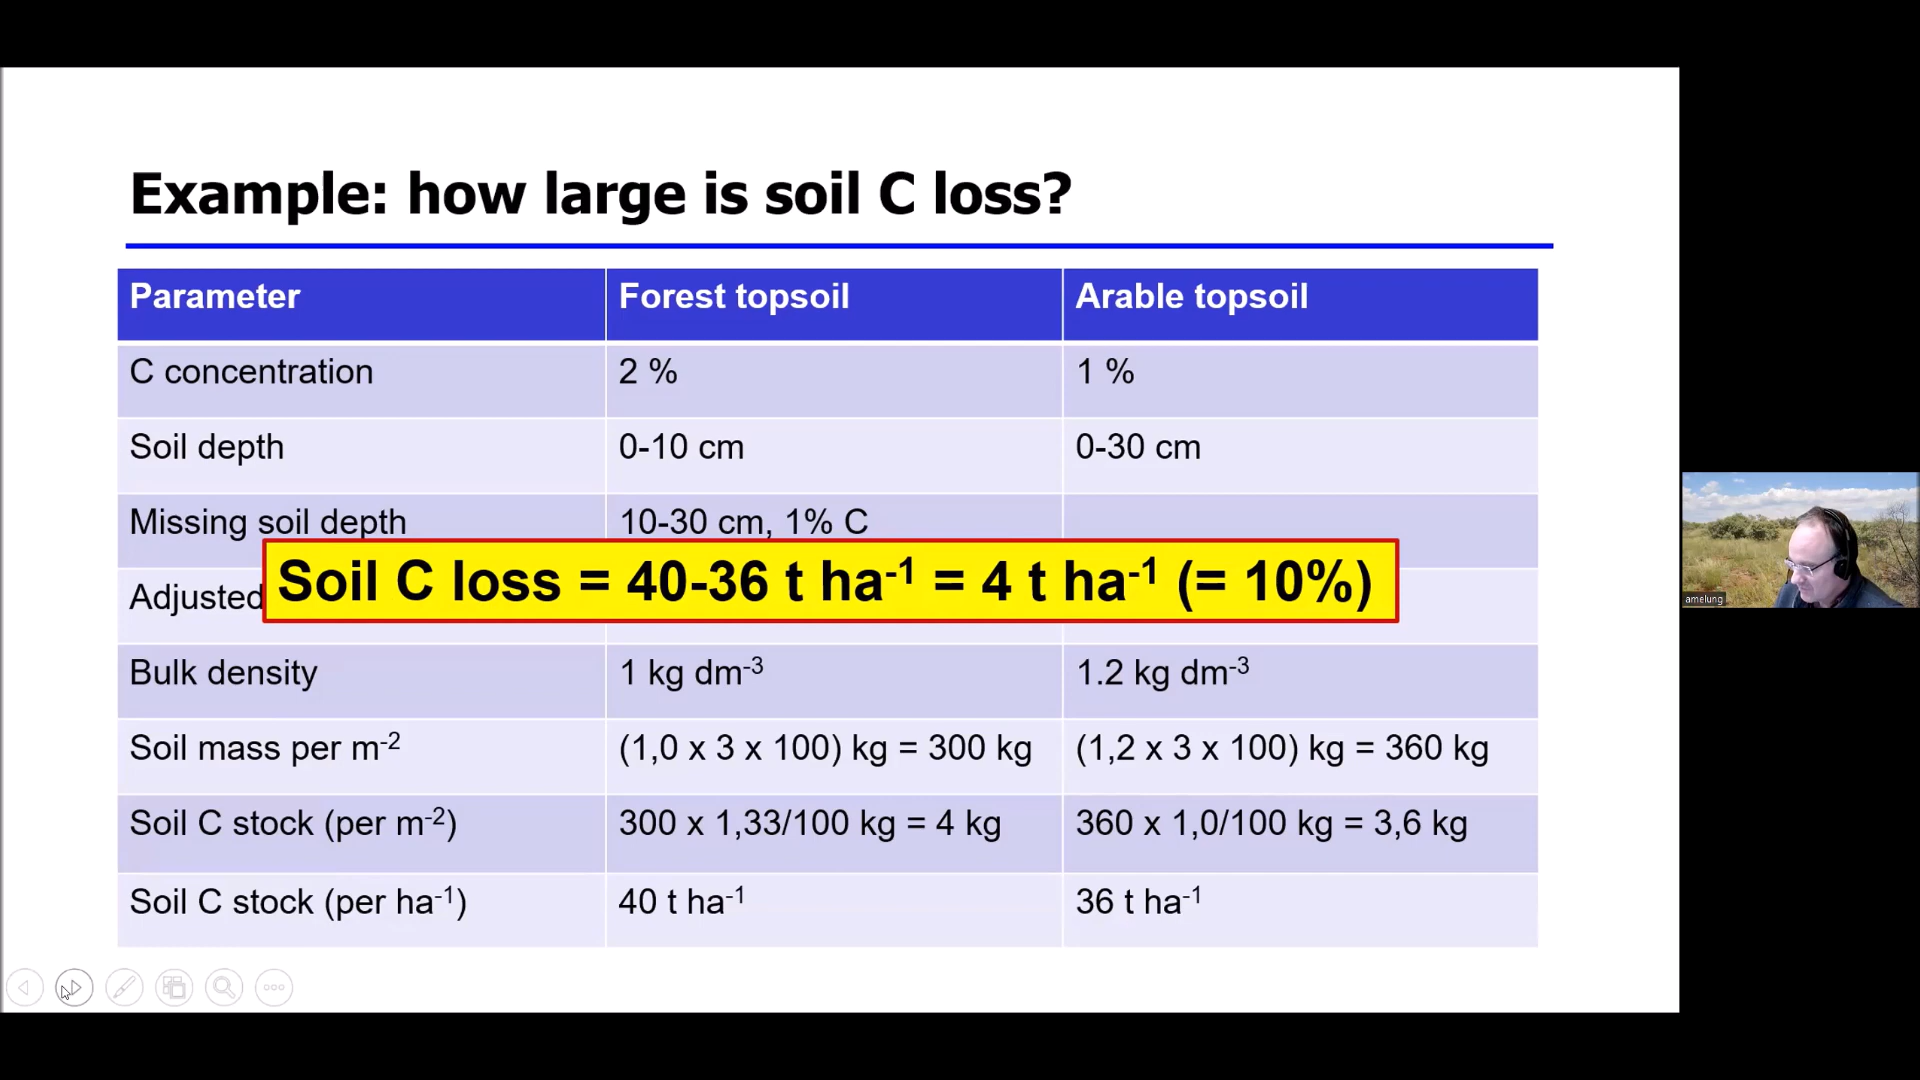 Example: how large is soil C loss?
Parameter Forest topsoil Arable topsoil
C concentration 2 % 1 %
Soil depth 0-10 cm 0-30 cm
Missing soil depth 10-30 cm, 1% C
Adjusted
Soil C loss = 40-36 t ha⁻¹ = 4 t ha⁻¹ (= 10%)
Bulk density 1 kg dm⁻³ 1.2 kg dm⁻³
Soil mass per m⁻² (1,0 x 3 x 100) kg = 300 kg (1,2 x 3 x 100) kg = 360 kg
Soil C stock (per m⁻²) 300 x 1,33/100 kg = 4 kg 360 x 1,0/100 kg = 3,6 kg
Soil C stock (per ha⁻¹) 40 t ha⁻¹ 36 t ha⁻¹
amelung